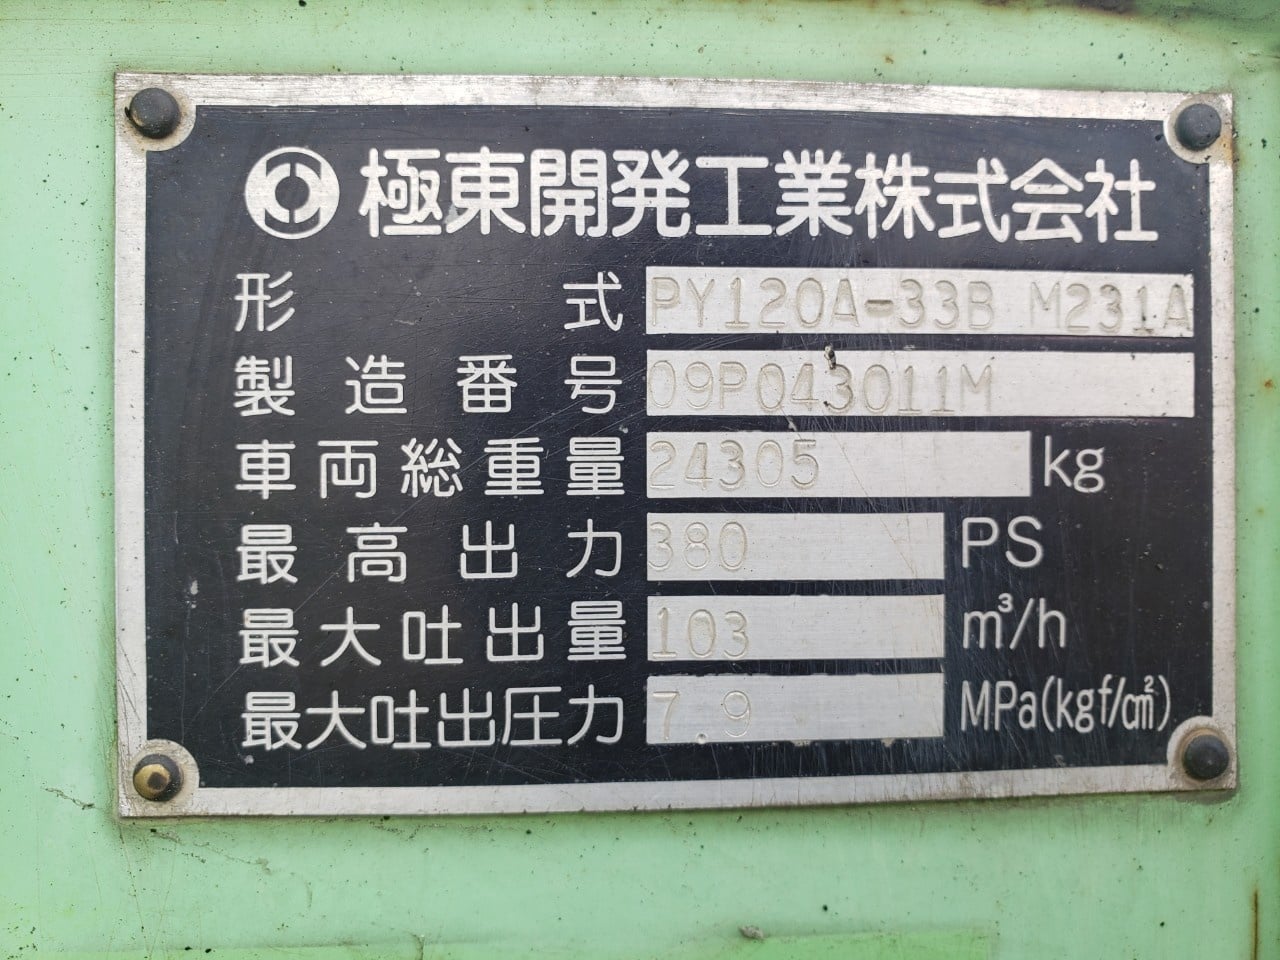 極東開発工業株式会社
形式 PY120A-33B M231A
製造番号 09P043011M
車両総重量 24305 kg
最高出力 380 PS
最大吐出量 103 m³/h
最大吐出圧力 7.9 MPa(kgf/cm²)